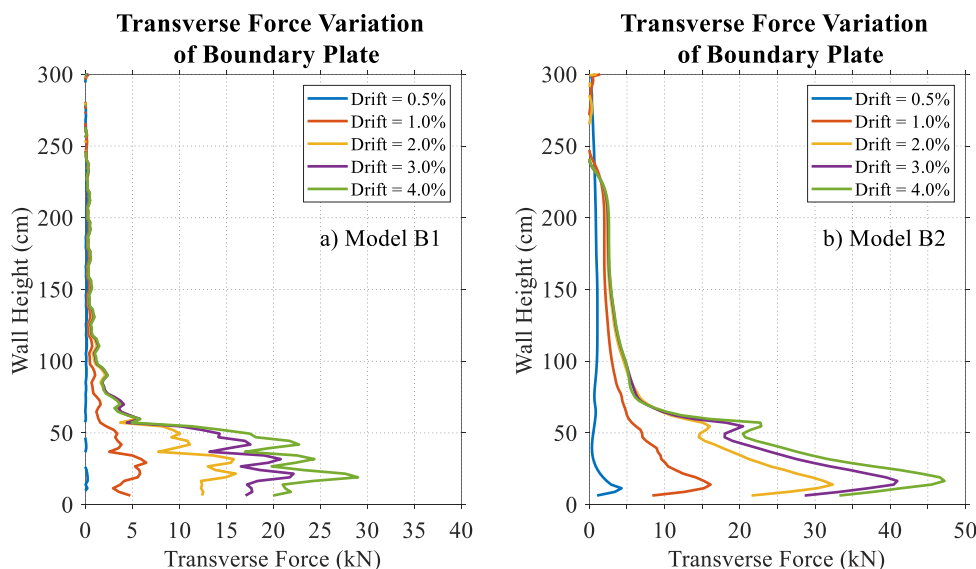 Transverse Force Variation
of Boundary Plate
300
250
200
150
100
50
0
Wall Height (cm)
Drift = 0.5%
Drift = 1.0%
Drift = 2.0%
Drift = 3.0%
Drift = 4.0%
a) Model B1
0 5 10 15 20 25 30 35 40
Transverse Force (kN)
Transverse Force Variation
of Boundary Plate
300
250
200
150
100
50
0
Wall Height (cm)
Drift = 0.5%
Drift = 1.0%
Drift = 2.0%
Drift = 3.0%
Drift = 4.0%
b) Model B2
0 10 20 30 40 50
Transverse Force (kN)